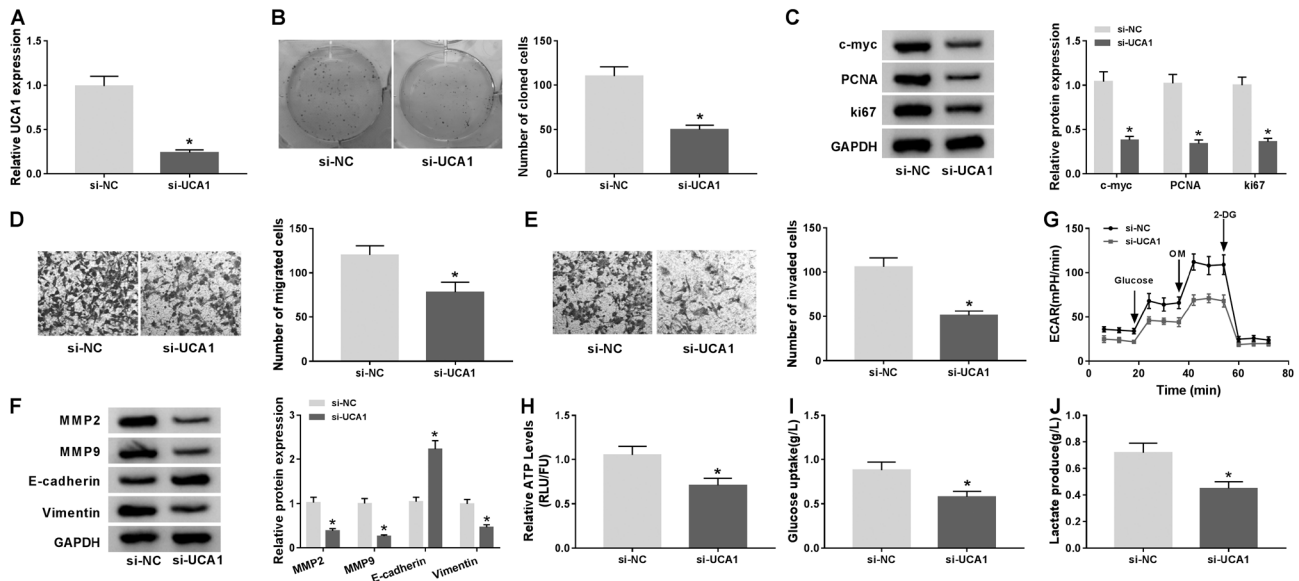 A
Relative UCA1 expression
1.5
1.0
0.5
0.0
si-NC
si-UCA1
*
B
si-NC
si-UCA1
Number of cloned cells
150
100
50
0
si-NC
si-UCA1
*
C
c-myc
PCNA
ki67
GAPDH
si-NC si-UCA1
Relative protein expression
si-NC
si-UCA1
2.0
1.5
1.0
0.5
0.0
* * *
c-myc PCNA ki67
D
si-NC
si-UCA1
Number of migrated cells
150
100
50
0
si-NC
si-UCA1
*
E
si-NC
si-UCA1
Number of invaded cells
150
100
50
0
si-NC
si-UCA1
*
G
si-NC
si-UCA1
2-DG
OM
Glucose
ECAR(mPH/min)
150
100
50
0
0 20 40 60 80
Time (min)
F
MMP2
MMP9
E-cadherin
Vimentin
GAPDH
si-NC si-UCA1
Relative protein expression
si-NC
si-UCA1
3
2
1
0
* * * *
MMP2 MMP9 E-cadherin Vimentin
H
Relative ATP Levels
(RLU/FU)
1.5
1.0
0.5
0.0
si-NC
si-UCA1
*
I
Glucose uptake(g/L)
1.5
1.0
0.5
0.0
si-NC
si-UCA1
*
J
Lactate produce(g/L)
1.0
0.8
0.6
0.4
0.2
0.0
si-NC
si-UCA1
*